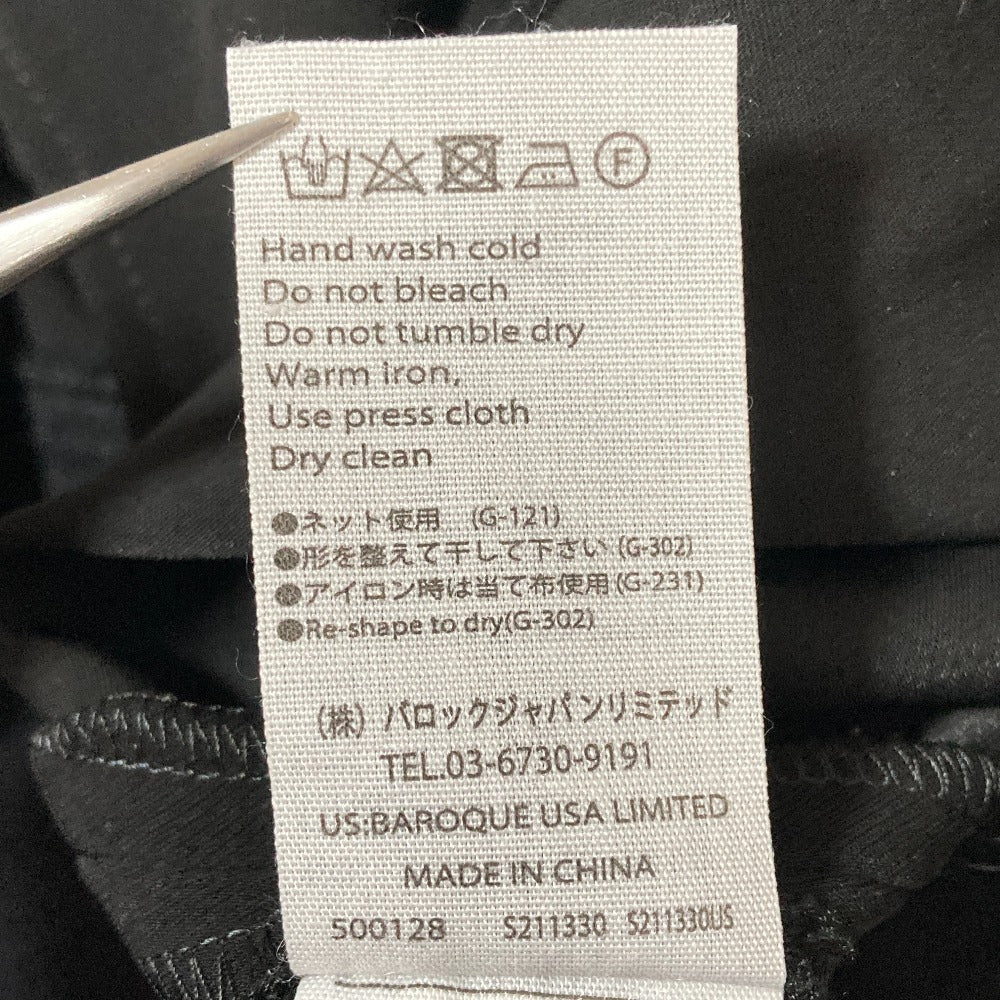 F
Hand wash cold
Do not bleach
Do not tumble dry
Warm iron,
Use press cloth
Dry clean
●ネット使用 (G-121)
●形を整えて干して下さい (G-302)
●アイロン時は当て布使用 (G-231)
●Re-shape to dry(G-302)
(株) バロックジャパンリミテッド
TEL.03-6730-9191
US:BAROQUE USA LIMITED
MADE IN CHINA
500128 S211330 S211330US